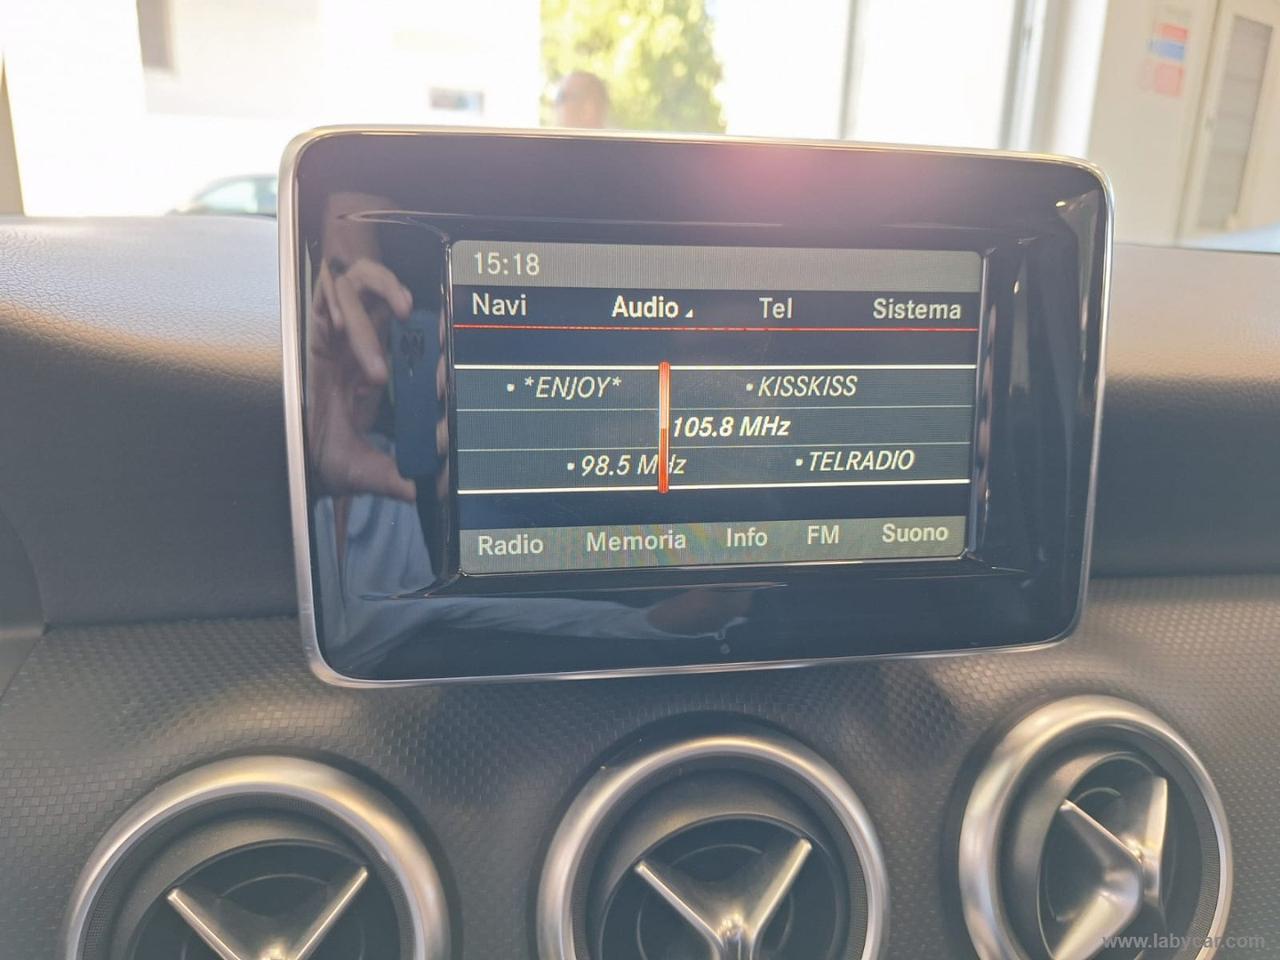 15:18
Navi Audio Tel Sistema
• *ENJOY* • KISSKISS
105.8 MHz
• 98.5 MHz • TELRADIO
Radio Memoria Info FM Suono
www.labycar.com